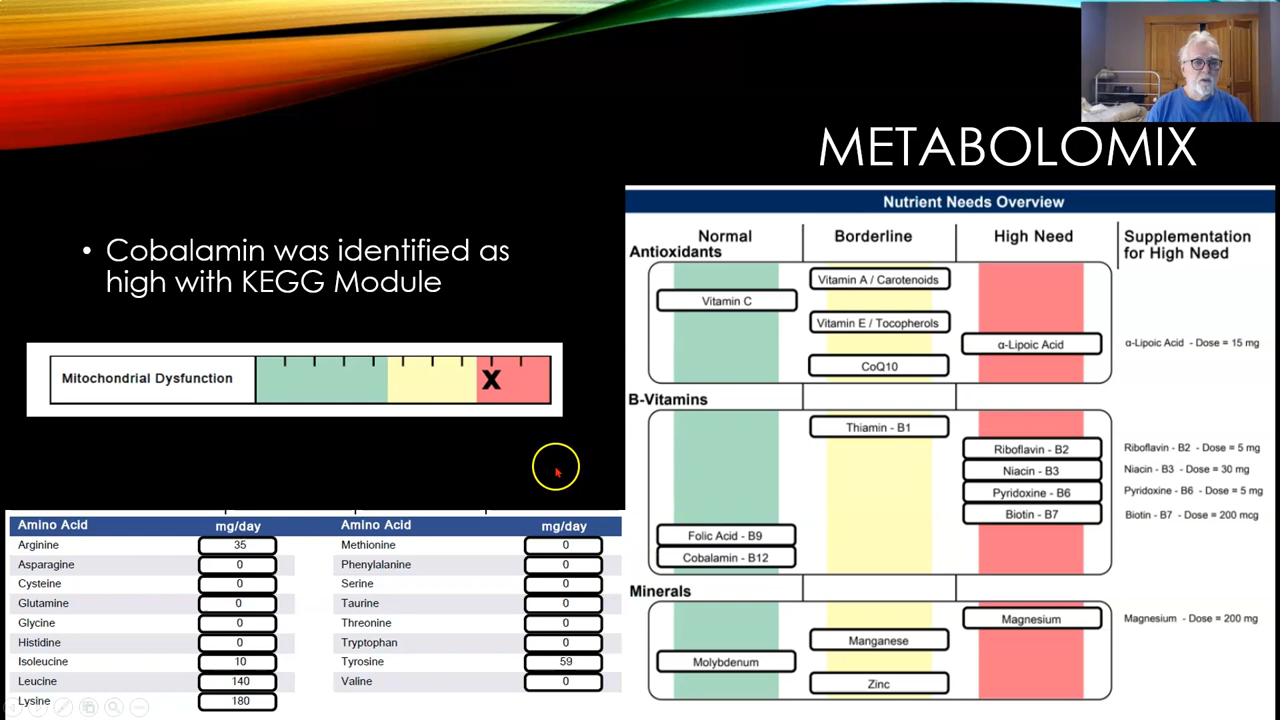 METABOLOMIX
• Cobalamin was identified as
high with KEGG Module
Mitochondrial Dysfunction X
Amino Acid mg/day Amino Acid mg/day
Arginine 35 Methionine 0
Asparagine 0 Phenylalanine 0
Cysteine 0 Serine 0
Glutamine 0 Taurine 0
Glycine 0 Threonine 0
Histidine 0 Tryptophan 0
Isoleucine 10 Tyrosine 59
Leucine 140 Valine 0
Lysine 180
Nutrient Needs Overview
Normal Borderline High Need Supplementation
for High Need
Antioxidants
Vitamin A / Carotenoids
Vitamin C
Vitamin E / Tocopherols
α-Lipoic Acid α-Lipoic Acid - Dose = 15 mg
CoQ10
B-Vitamins
Thiamin - B1
Riboflavin - B2 Riboflavin - B2 - Dose = 5 mg
Niacin - B3 Niacin - B3 - Dose = 30 mg
Pyridoxine - B6 Pyridoxine - B6 - Dose = 5 mg
Biotin - B7 Biotin - B7 - Dose = 200 mcg
Folic Acid - B9
Cobalamin - B12
Minerals
Magnesium Magnesium - Dose = 200 mg
Manganese
Molybdenum
Zinc